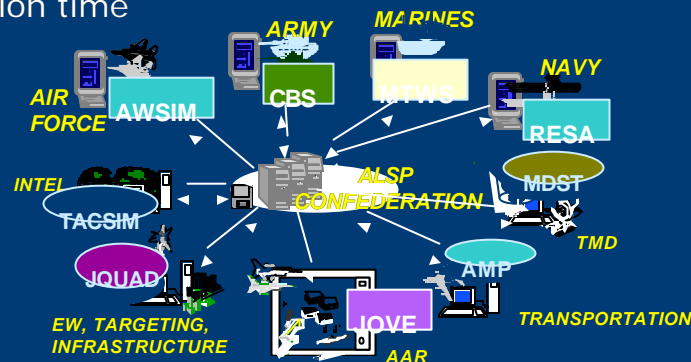 ion time
ARMY
MARINES
NAVY
AIR
FORCE
AWSIM
CBS
MTWS
RESA
INTEL
ALSP
CONFEDERATION
MDST
TACSIM
TMD
JQUAD
AMP
EW, TARGETING,
INFRASTRUCTURE
JOVE
TRANSPORTATION
AAR